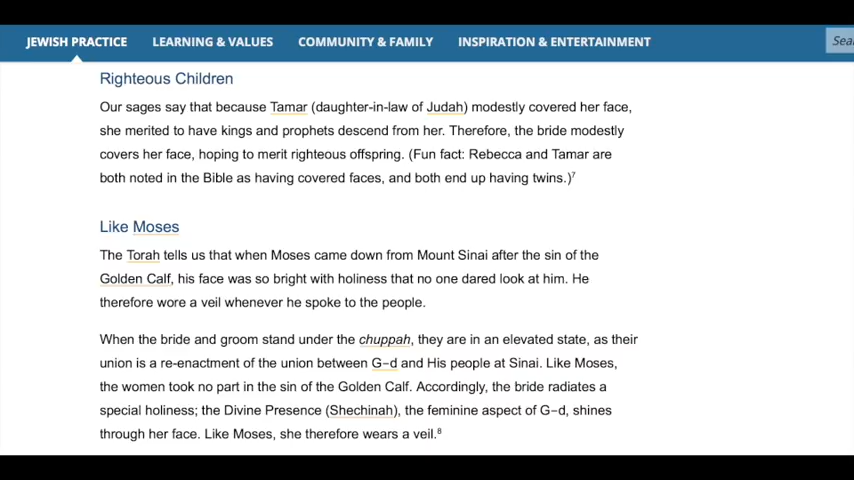 JEWISH PRACTICE LEARNING & VALUES COMMUNITY & FAMILY INSPIRATION & ENTERTAINMENT Sea
Righteous Children
Our sages say that because Tamar (daughter-in-law of Judah) modestly covered her face,
she merited to have kings and prophets descend from her. Therefore, the bride modestly
covers her face, hoping to merit righteous offspring. (Fun fact: Rebecca and Tamar are
both noted in the Bible as having covered faces, and both end up having twins.)⁷
Like Moses
The Torah tells us that when Moses came down from Mount Sinai after the sin of the
Golden Calf, his face was so bright with holiness that no one dared look at him. He
therefore wore a veil whenever he spoke to the people.
When the bride and groom stand under the chuppah, they are in an elevated state, as their
union is a re-enactment of the union between G‑d and His people at Sinai. Like Moses,
the women took no part in the sin of the Golden Calf. Accordingly, the bride radiates a
special holiness; the Divine Presence (Shechinah), the feminine aspect of G‑d, shines
through her face. Like Moses, she therefore wears a veil.⁸